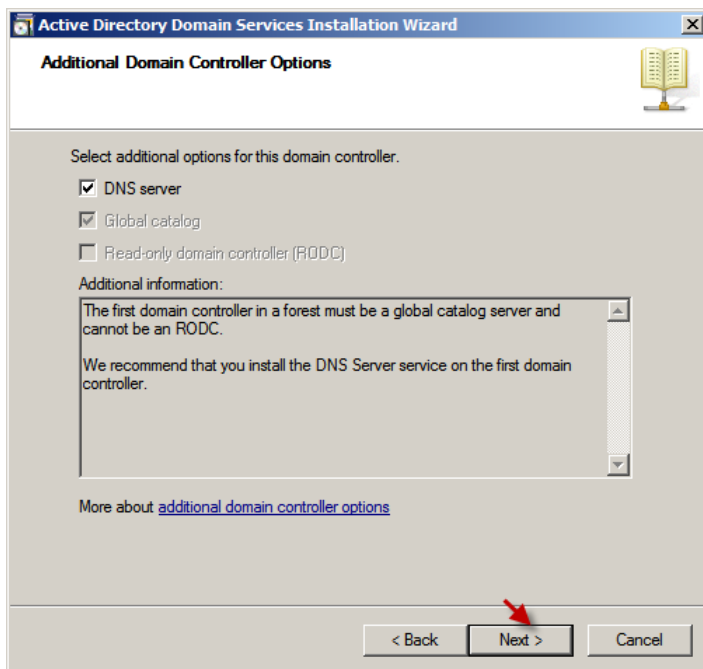 Active Directory Domain Services Installation Wizard
Additional Domain Controller Options
Select additional options for this domain controller.
DNS server
Global catalog
Read-only domain controller (RODC)
Additional information:
The first domain controller in a forest must be a global catalog server and
cannot be an RODC.
We recommend that you install the DNS Server service on the first domain
controller.
More about additional domain controller options
< Back
Next >
Cancel